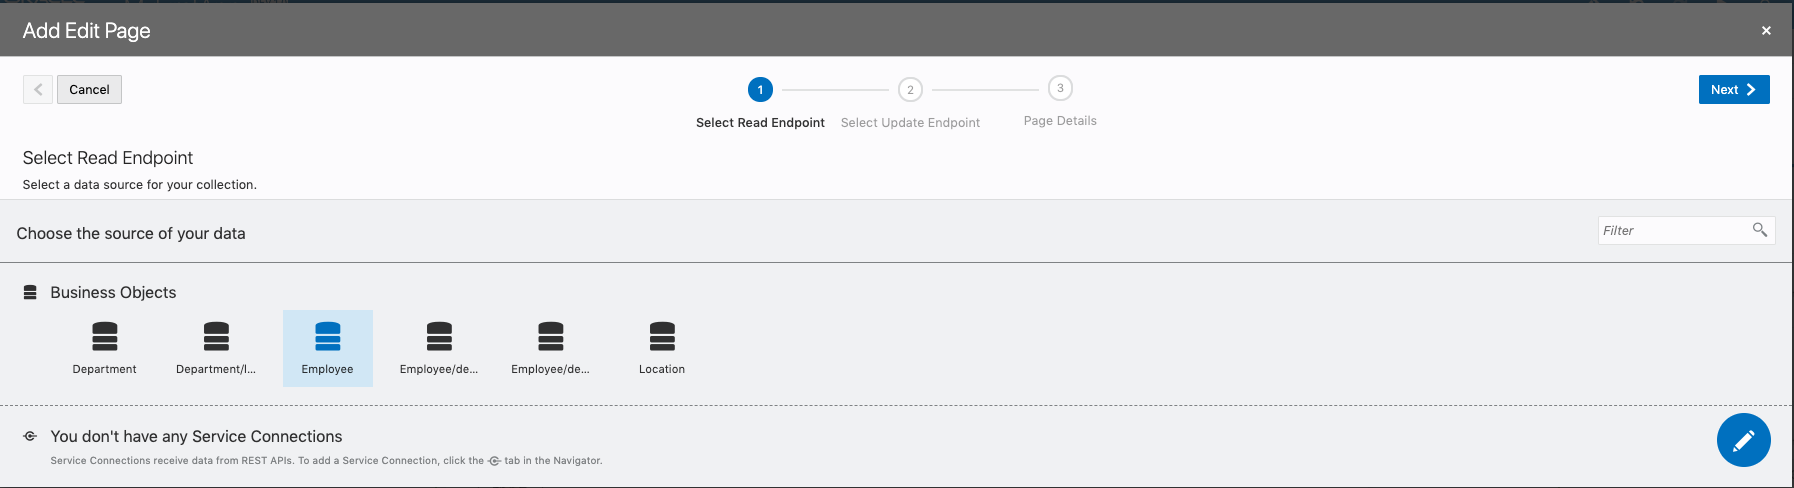 Add Edit Page
Cancel
1
2
3
Next
Select Read Endpoint
Select Update Endpoint
Page Details
Select Read Endpoint
Select a data source for your collection.
Choose the source of your data
Filter
Business Objects
Department
Department/l...
Employee
Employee/de...
Employee/de...
Location
You don't have any Service Connections
Service Connections receive data from REST APIs. To add a Service Connection, click the tab in the Navigator.